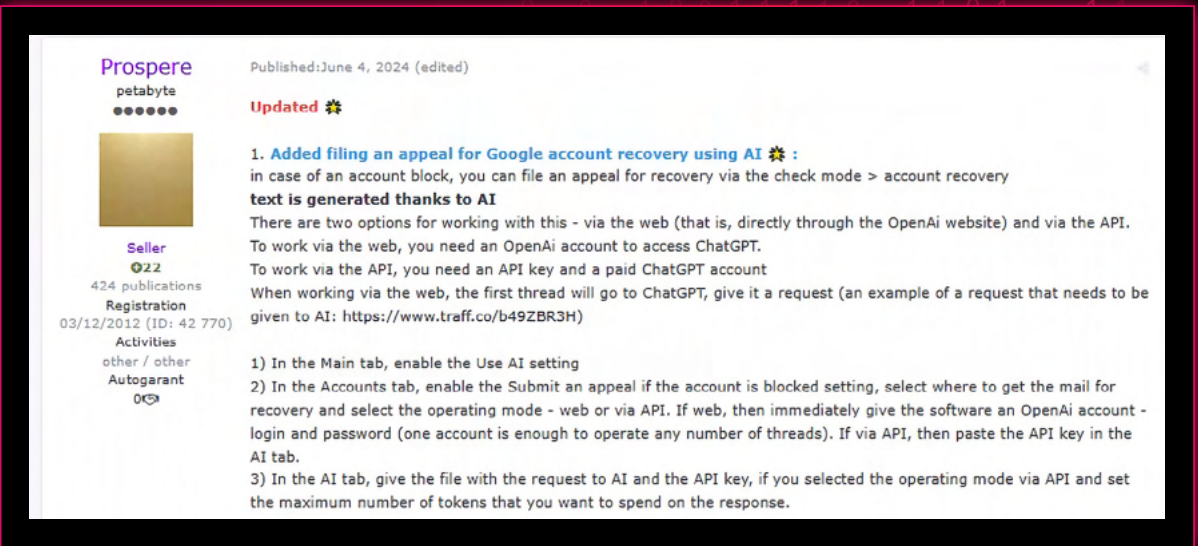 Prospere
petabyte
Seller
22
424 publications
Registration
03/12/2012 (ID: 42 770)
Activities
other / other
Autogarant
0
Published:June 4, 2024 (edited)
Updated
1. Added filing an appeal for Google account recovery using AI :
in case of an account block, you can file an appeal for recovery via the check mode > account recovery
text is generated thanks to AI
There are two options for working with this - via the web (that is, directly through the OpenAi website) and via the API.
To work via the web, you need an OpenAi account to access ChatGPT.
To work via the API, you need an API key and a paid ChatGPT account
When working via the web, the first thread will go to ChatGPT, give it a request (an example of a request that needs to be
given to AI: https://www.traff.co/b49ZBR3H)
1) In the Main tab, enable the Use AI setting
2) In the Accounts tab, enable the Submit an appeal if the account is blocked setting, select where to get the mail for
recovery and select the operating mode - web or via API. If web, then immediately give the software an OpenAi account -
login and password (one account is enough to operate any number of threads). If via API, then paste the API key in the
AI tab.
3) In the AI tab, give the file with the request to AI and the API key, if you selected the operating mode via API and set
the maximum number of tokens that you want to spend on the response.